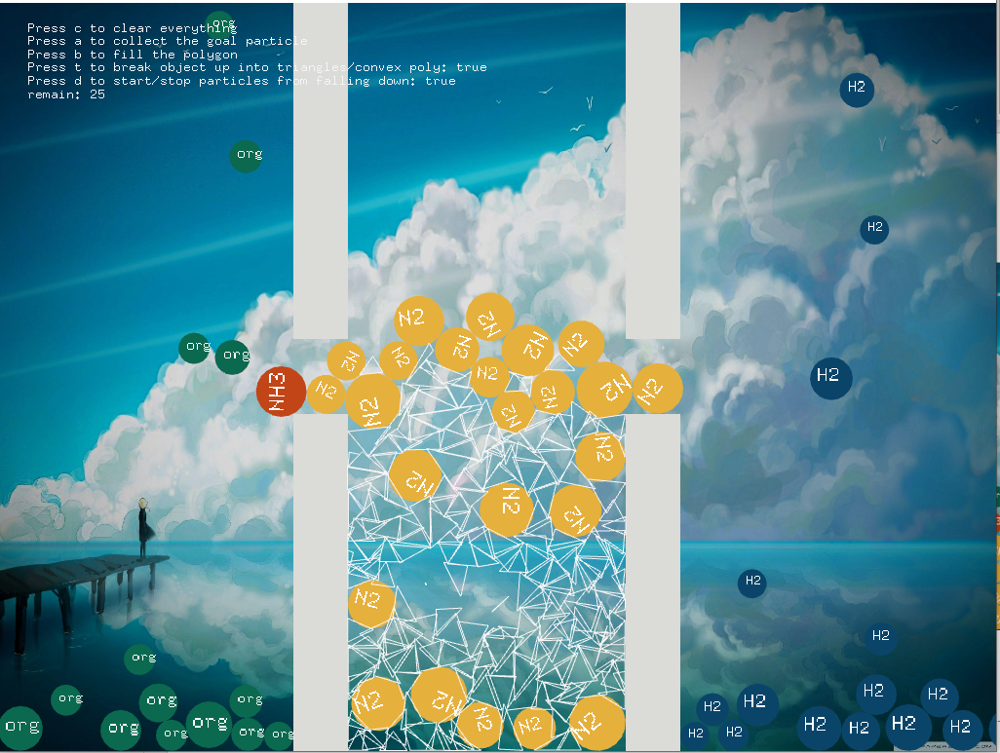 org
Press c to clear everything
Press a to collect the goal particle
Press b to fill the polygon
Press t to break object up into triangles/convex poly: true
Press d to start/stop particles from falling down: true
remain: 25
H2
org
H2
org
org
H2
N2
N2
N2
N2
N2
N2
N2
N2
NH3
N2
N2
N2
N2
N2
N2
N2
N2
N2
N2
H2
N2
H2
org
org
org
org
org
org
org
org
org
org
N2
N2
N2
N2
N2
H2
H2
H2
H2
H2
H2
H2
H2
H2
H2